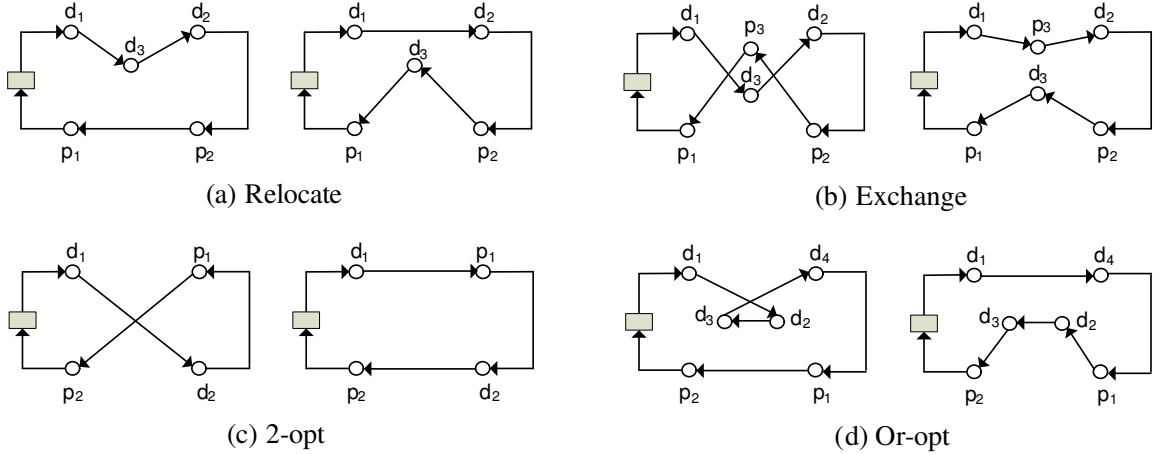 d1 d2 d1 d2 d1 p3 d2 d1 p3 d2
d3 d3 d3 d3
p1 p2 p1 p2 p1 p2 p1 p2
(a) Relocate (b) Exchange
d1 p1 d1 p1 d1 d4 d1 d4
d3 d2 d3 d2
p2 d2 p2 d2 p2 p1 p2 p1
(c) 2-opt (d) Or-opt